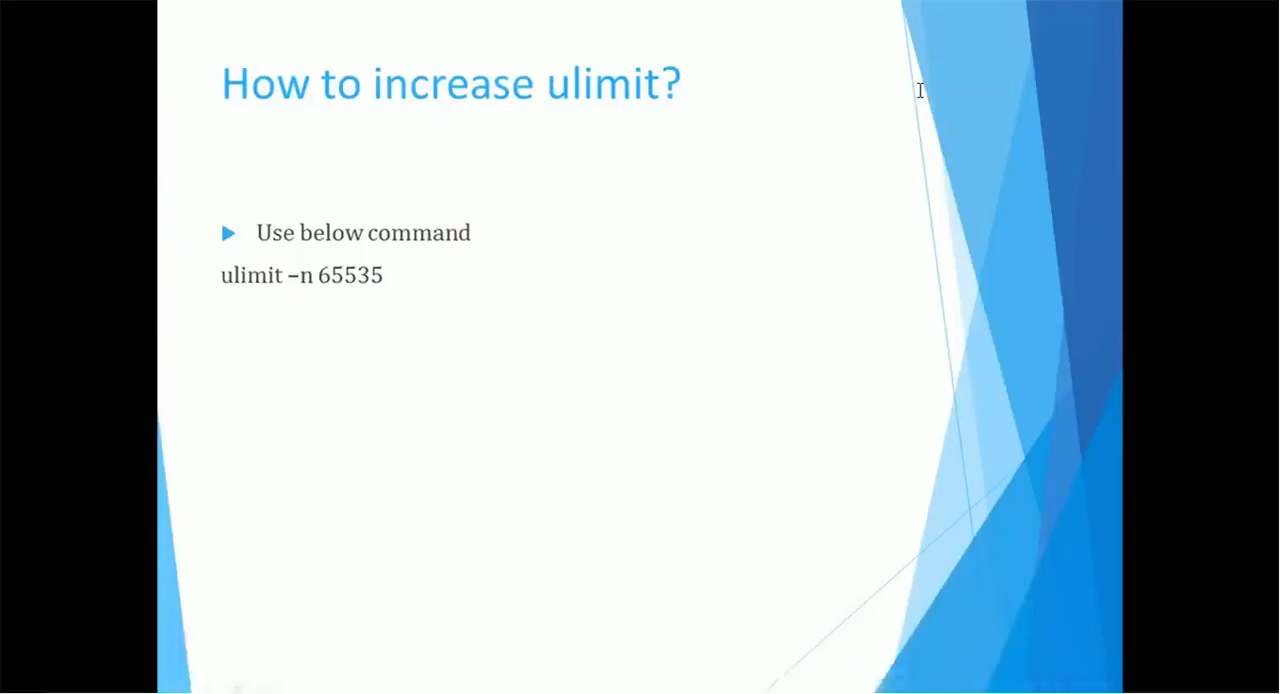 How to increase ulimit?
Use below command
ulimit –n 65535